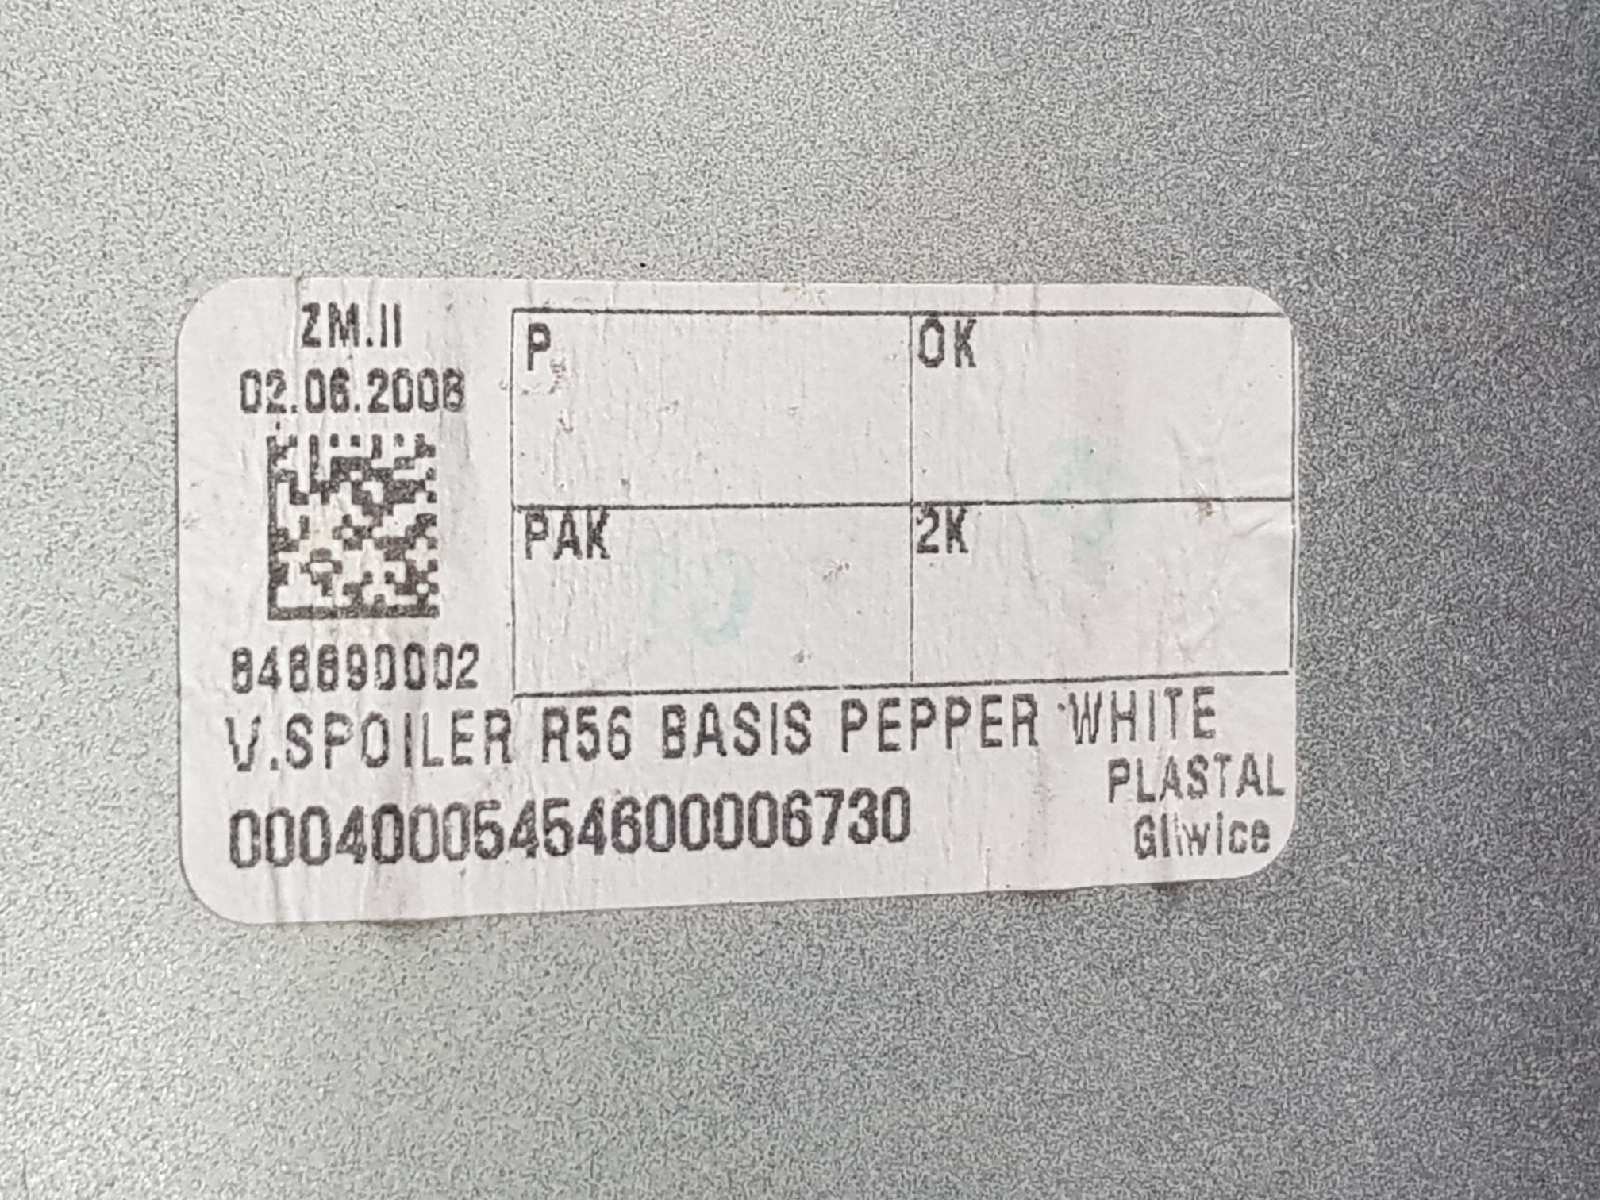 ZM.II
02.06.2008
P
OK
PAK
2K
848890002
V.SPOILER R56 BASIS PEPPER WHITE
PLASTAL
Gliwice
00040005454600006730